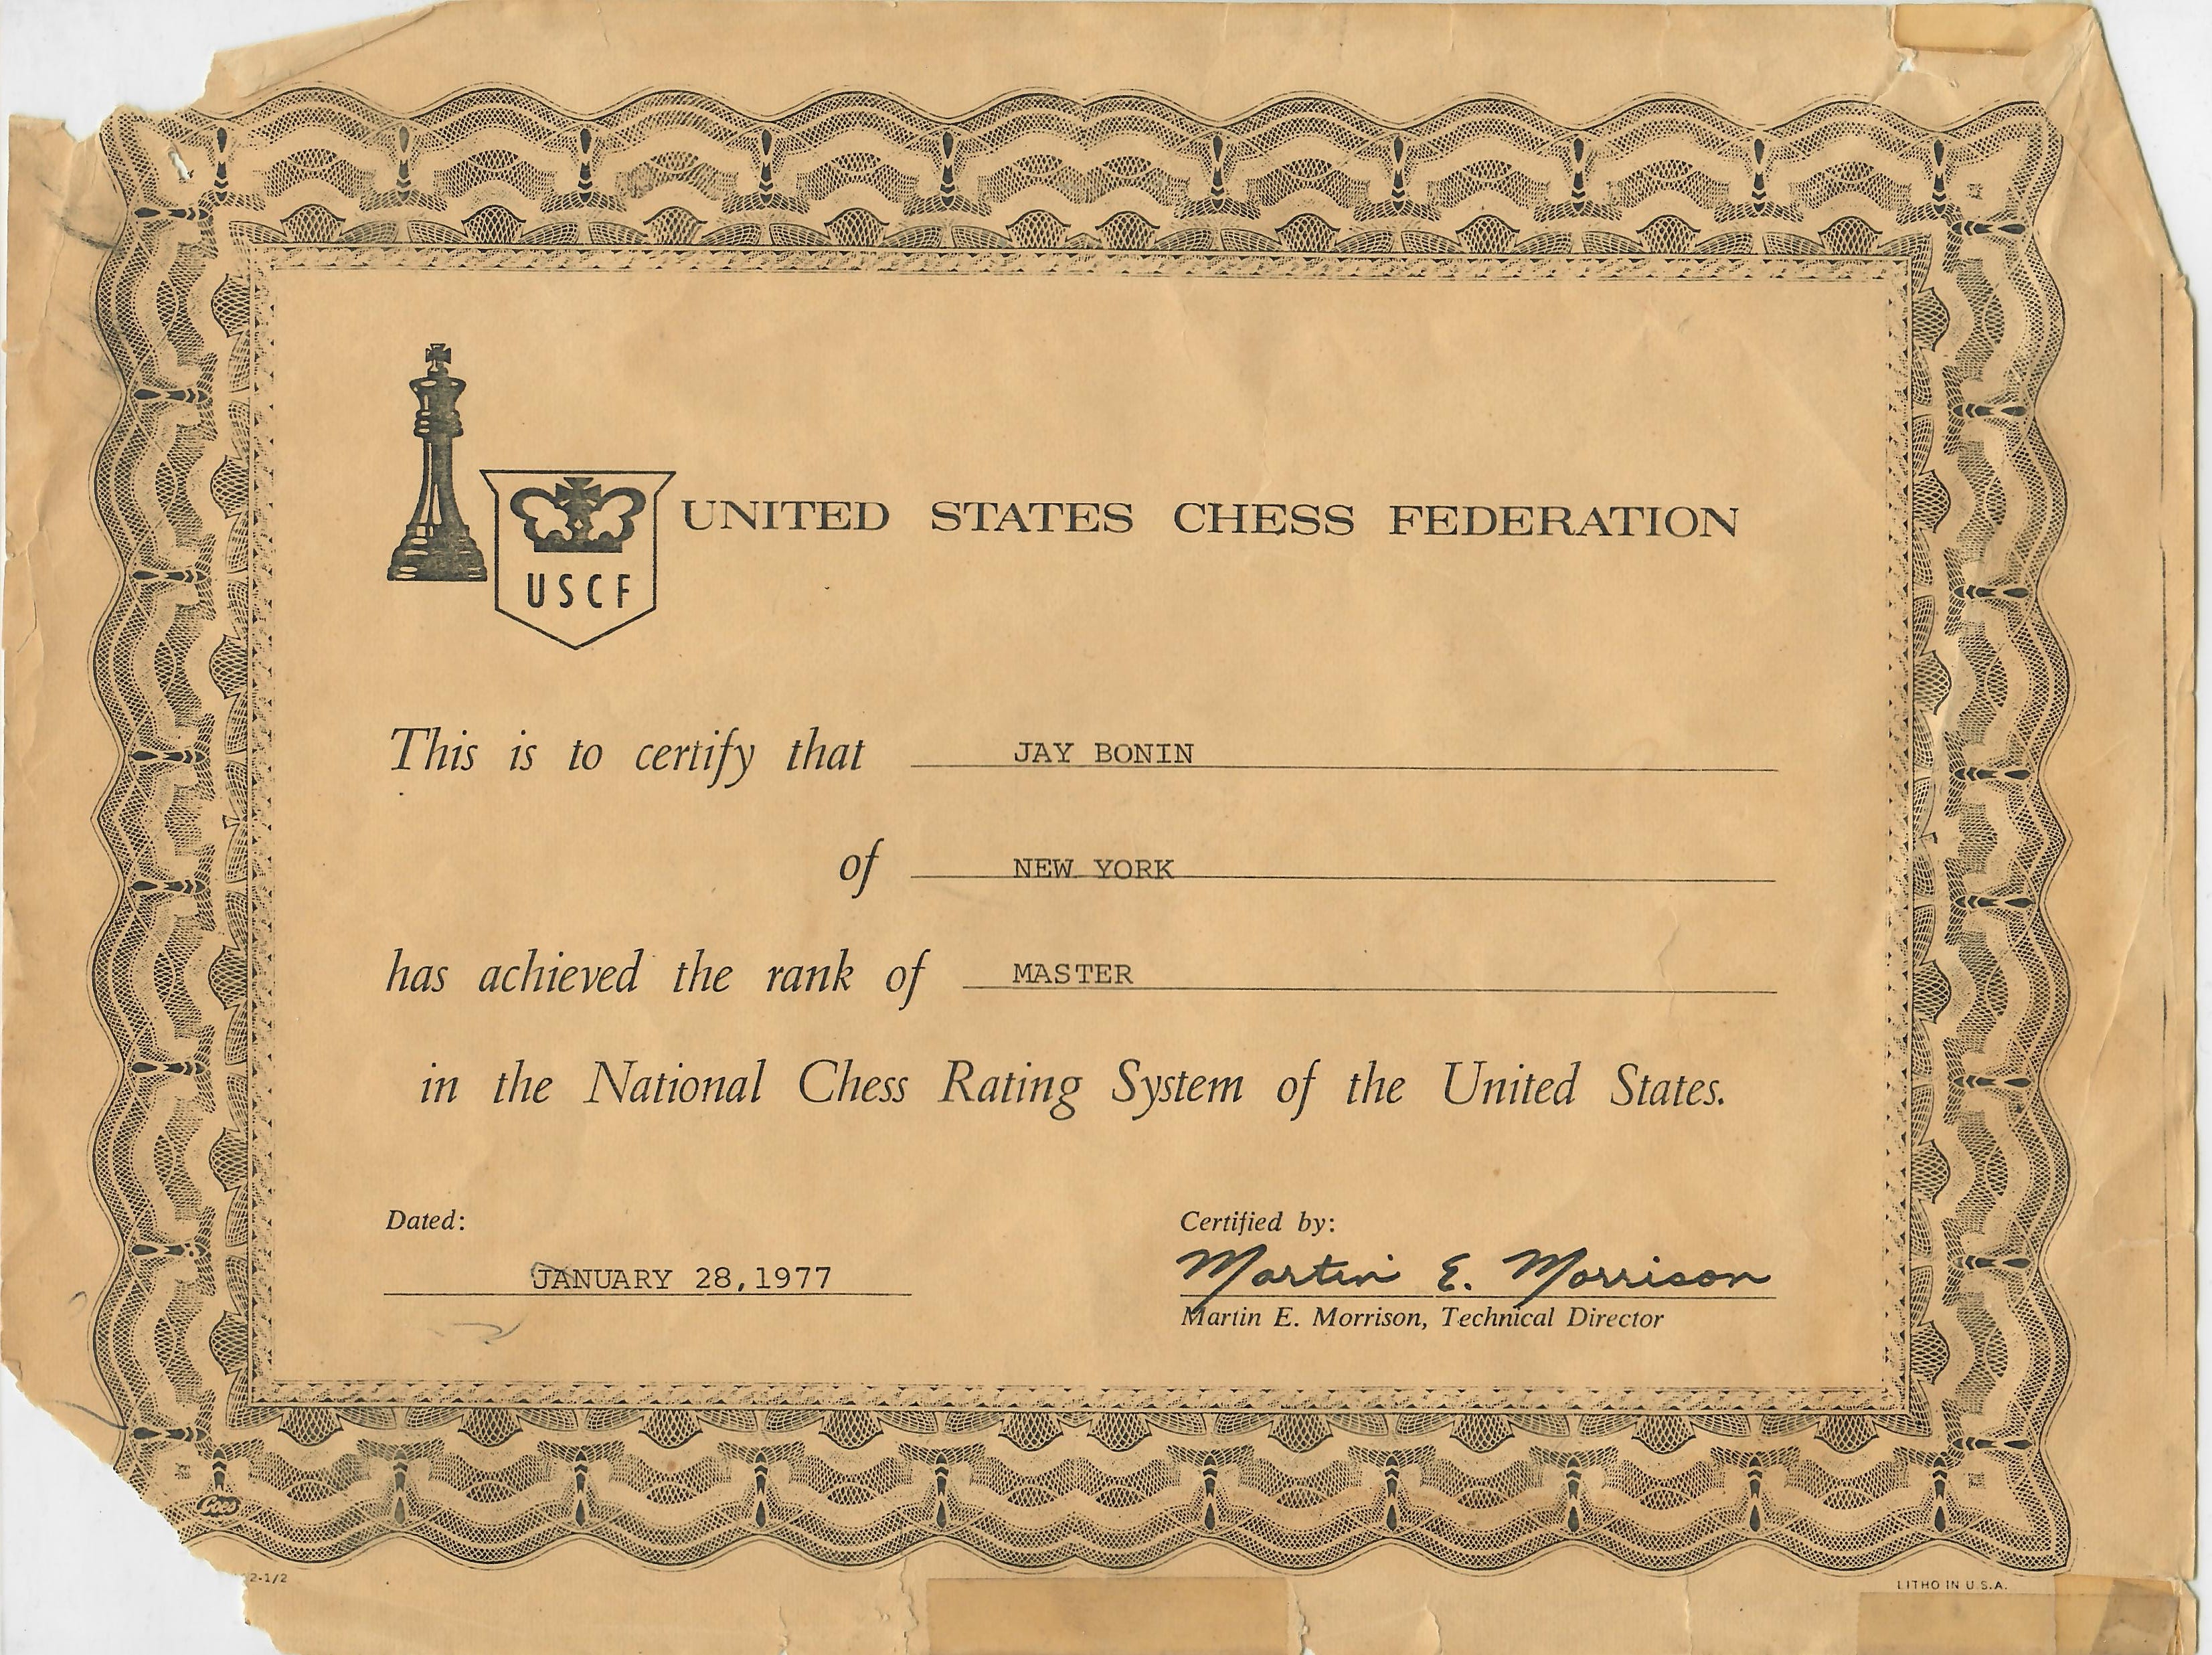 UNITED STATES CHESS FEDERATION
USCF
This is to certify that JAY BONIN
of NEW YORK
has achieved the rank of MASTER
in the National Chess Rating System of the United States.
Dated:
JANUARY 28,1977
Certified by:
Martin E. Morrison
Martin E. Morrison, Technical Director
Goes
2-1/2
LITHO IN U.S.A.